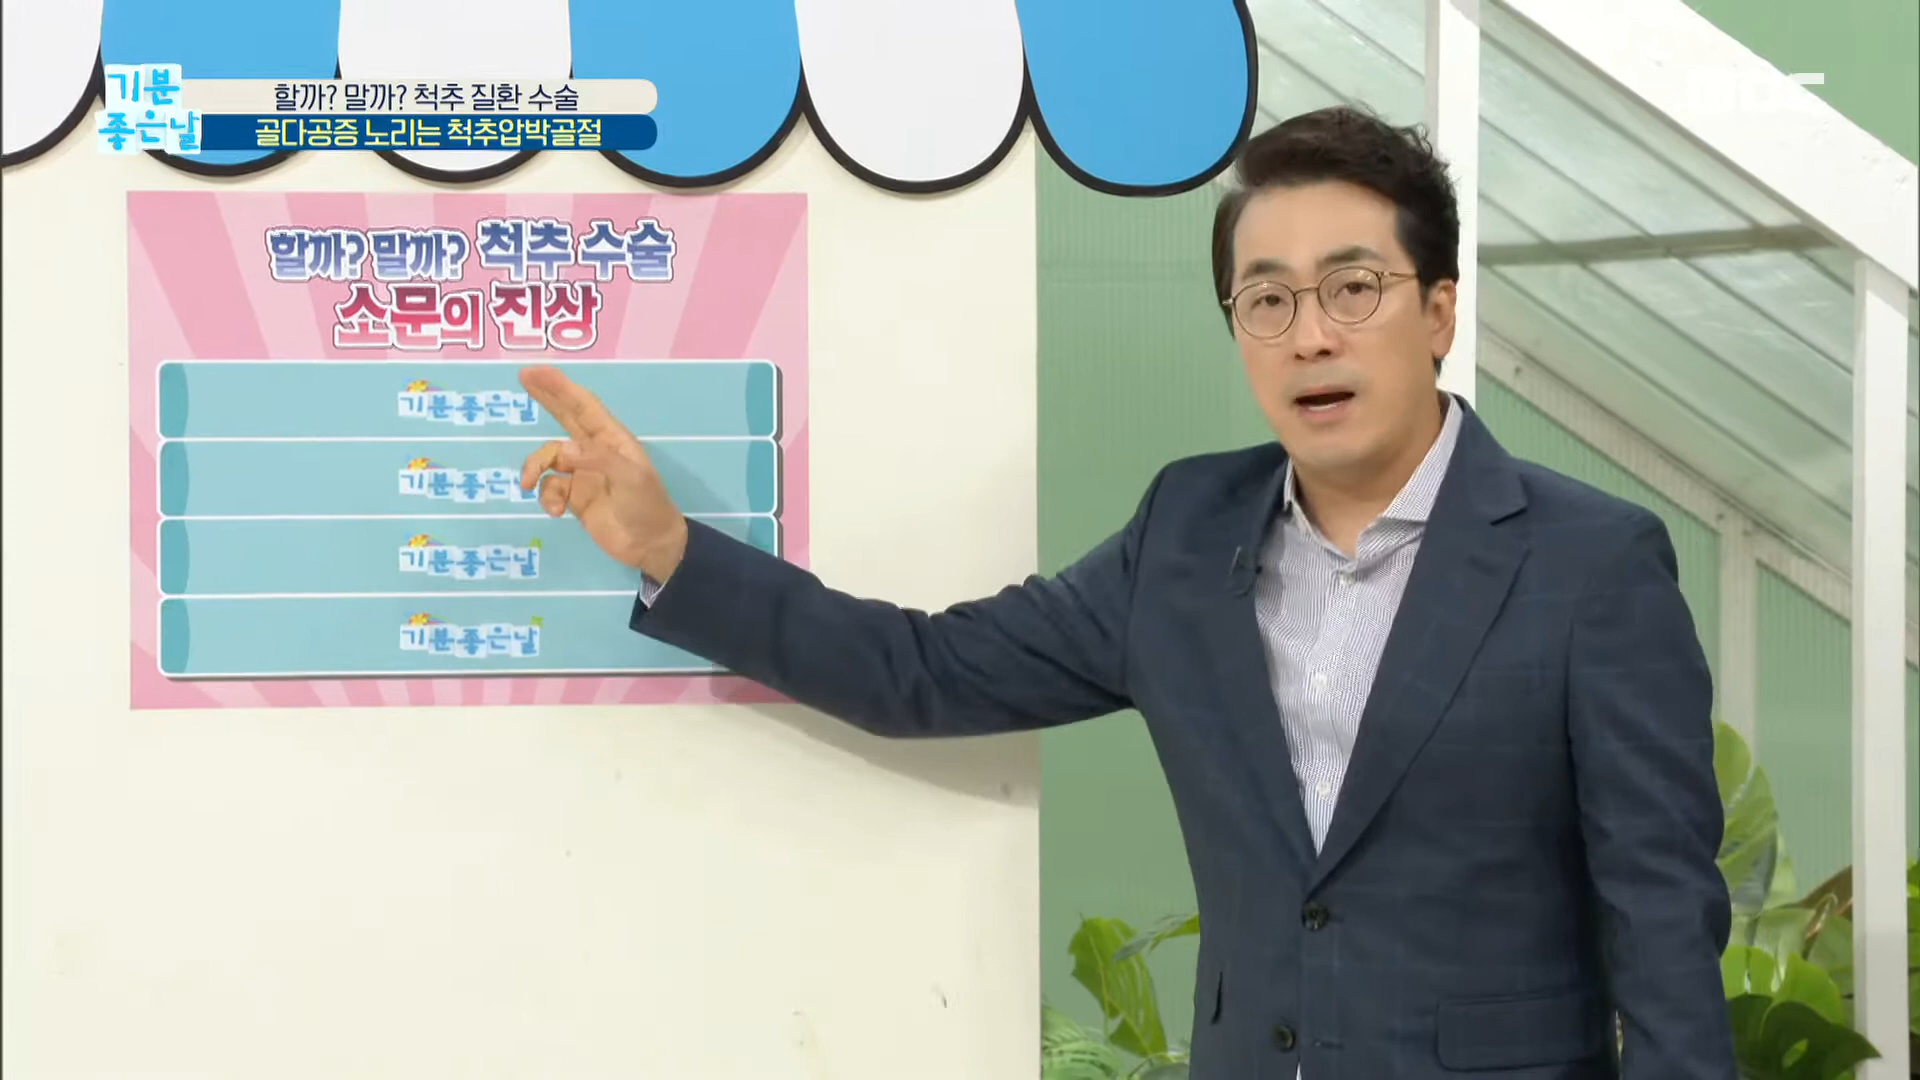 기분
좋은날
할까? 말까? 척추 질환 수술
골다공증 노리는 척추압박골절
MBC
할까? 말까? 척추 수술
소문의 진상
기분좋은날
기분좋은날
기분좋은날
기분좋은날